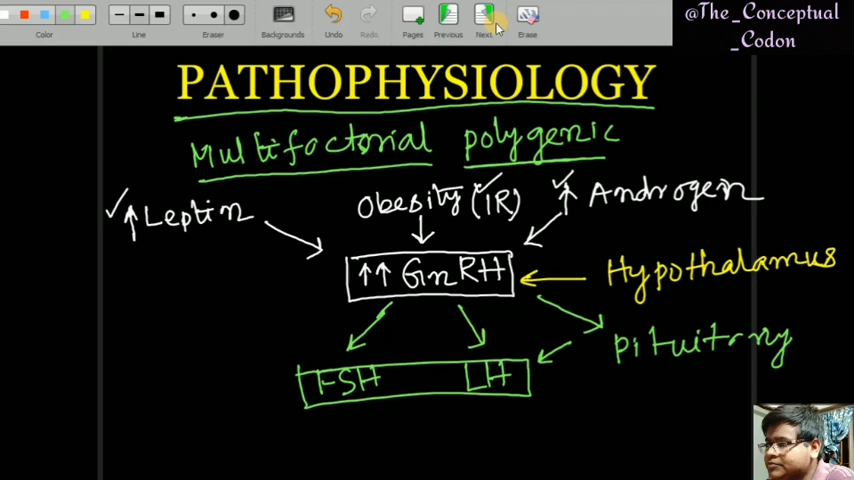 @The_Conceptual
_Codon
Color
Line
Eraser
Backgrounds
Undo
Redo
Pages
Previous
Next
Erase
PATHOPHYSIOLOGY
Multifactorial polygenic
↑ Leptin
Obesity (IR)
↑ Androgen
↑↑ GnRH
Hypothalamus
Pituitary
FSH LH